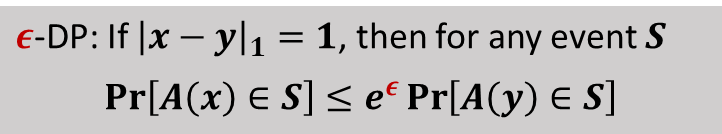 ϵ-DP: If |x − y|₁ = 1, then for any event S
Pr[A(x) ∈ S] ≤ e^ϵ Pr[A(y) ∈ S]